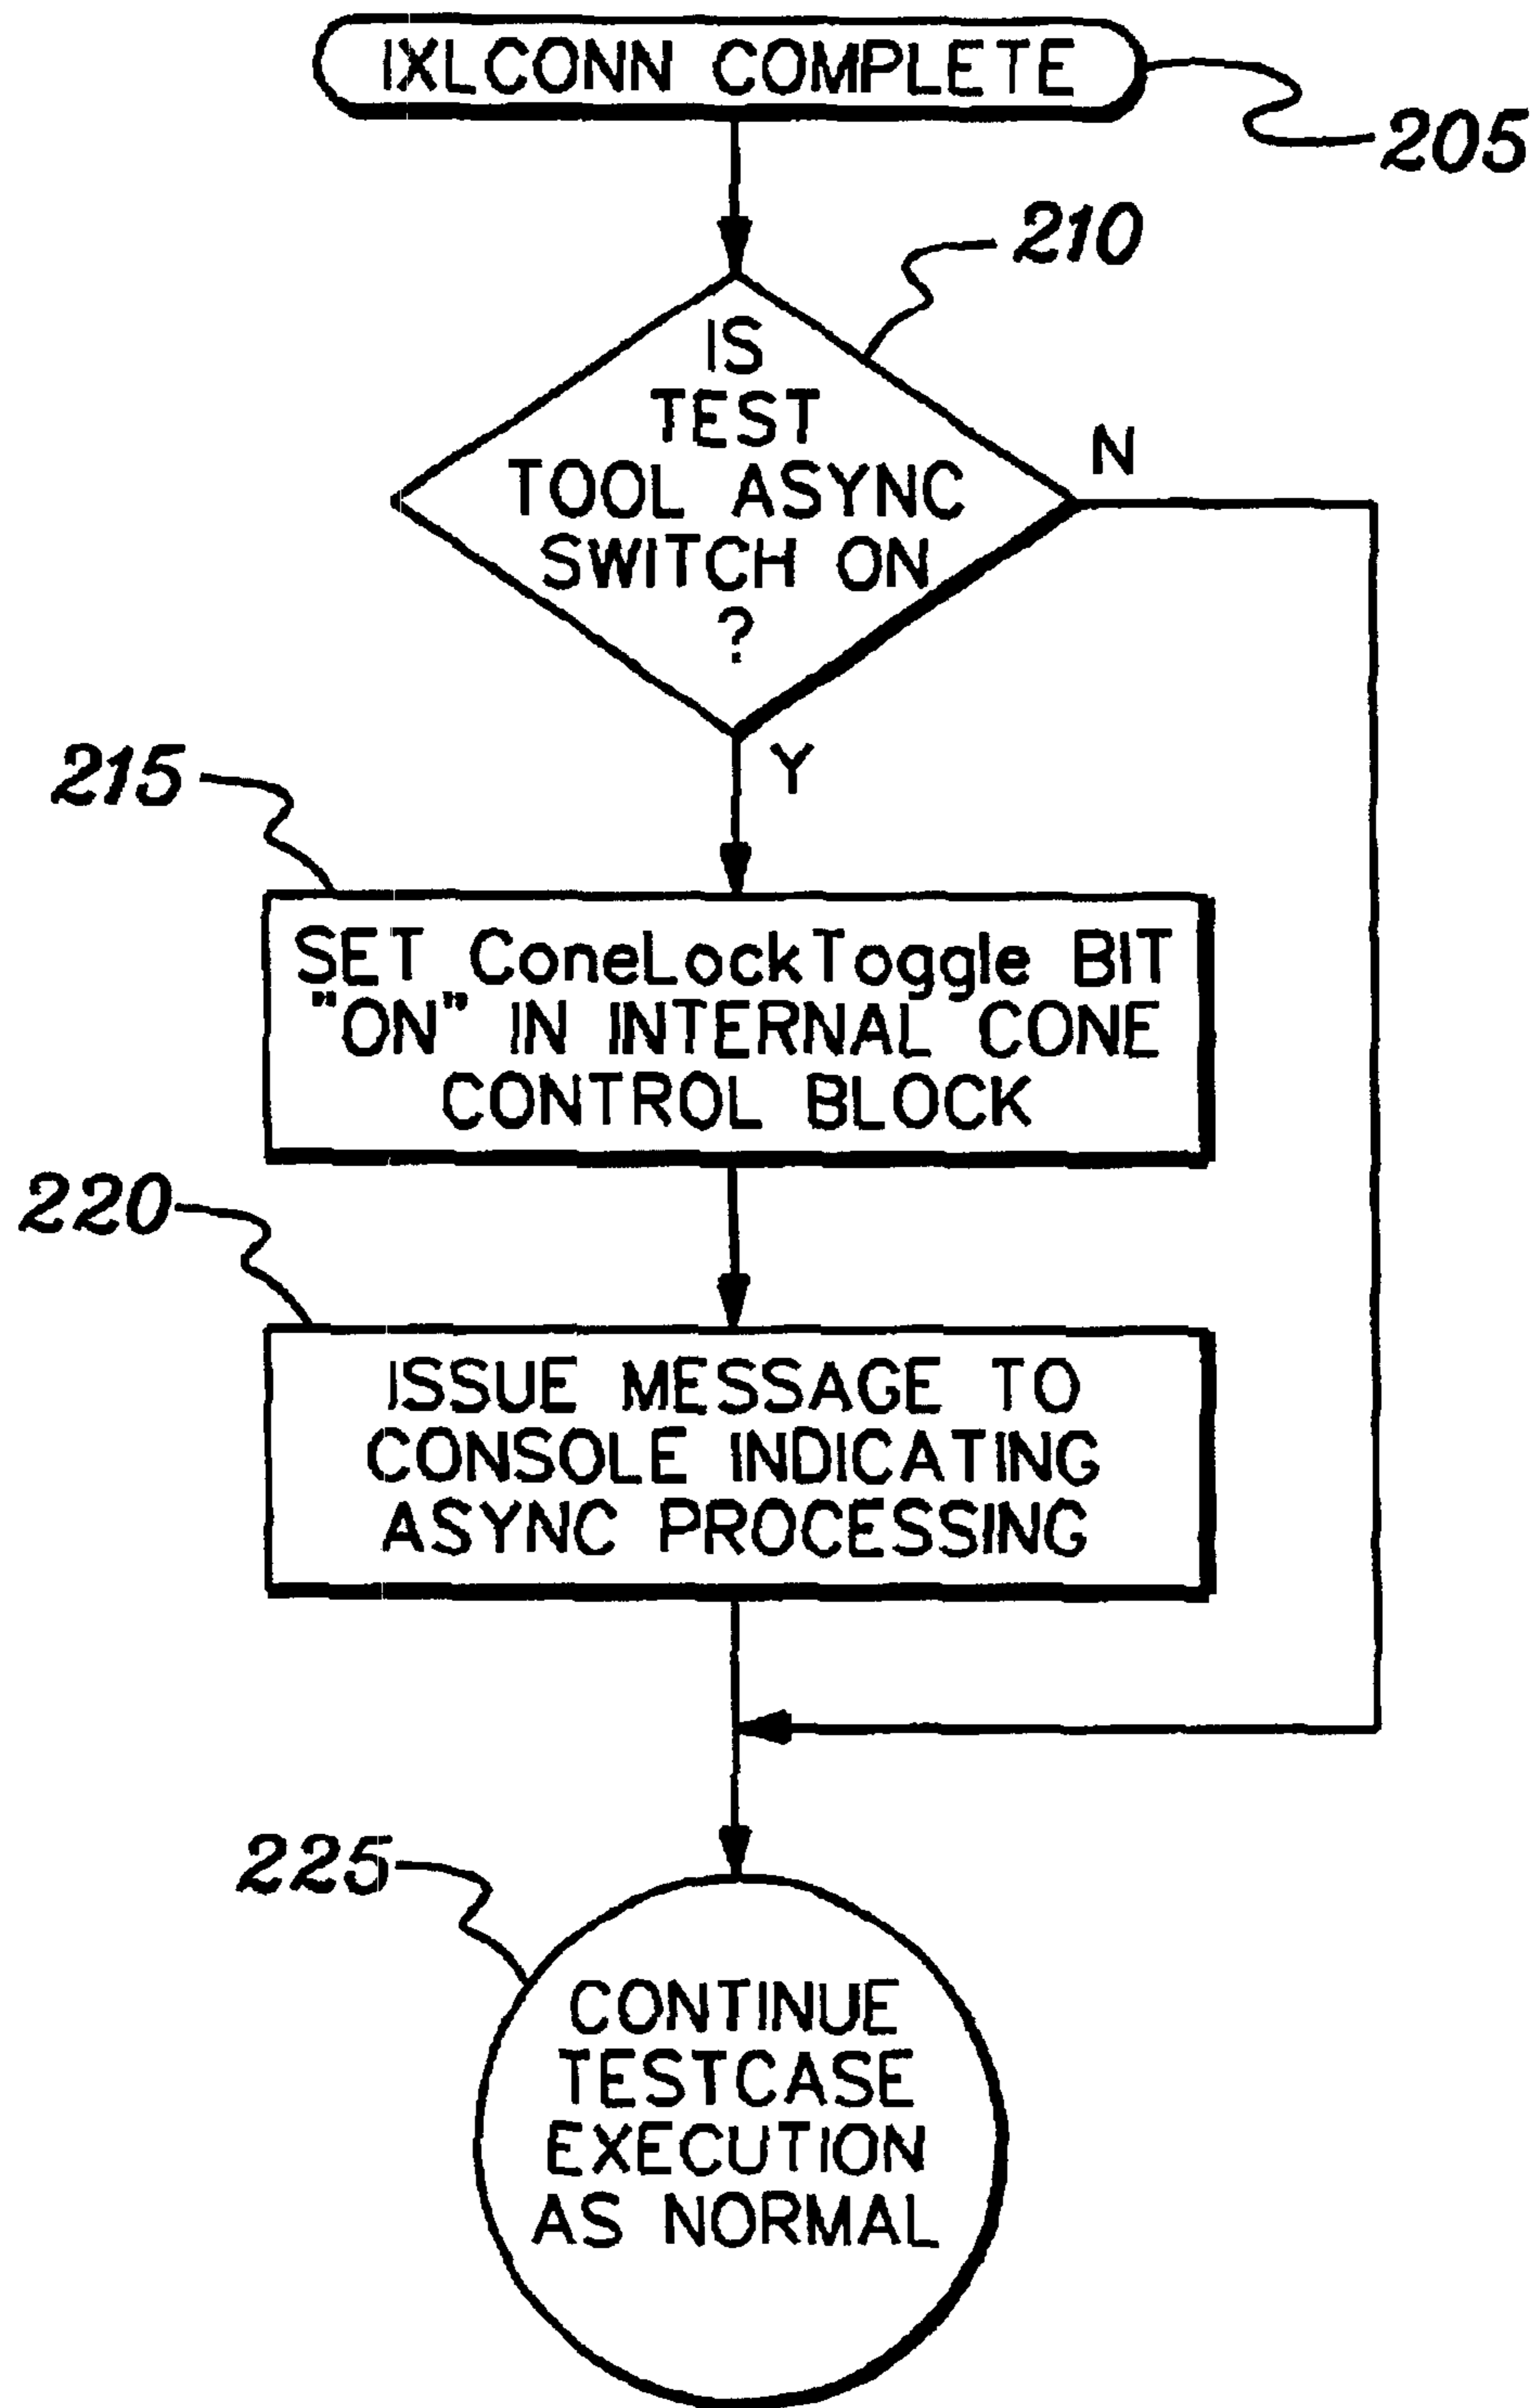 IXLCONN COMPLETE
205
210
IS
TEST
TOOL ASYNC
SWITCH ON
?
N
Y
215
SET ConeLockToggle BIT
"ON" IN INTERNAL CONE
CONTROL BLOCK
220
ISSUE MESSAGE TO
CONSOLE INDICATING
ASYNC PROCESSING
225
CONTINUE
TESTCASE
EXECUTION
AS NORMAL